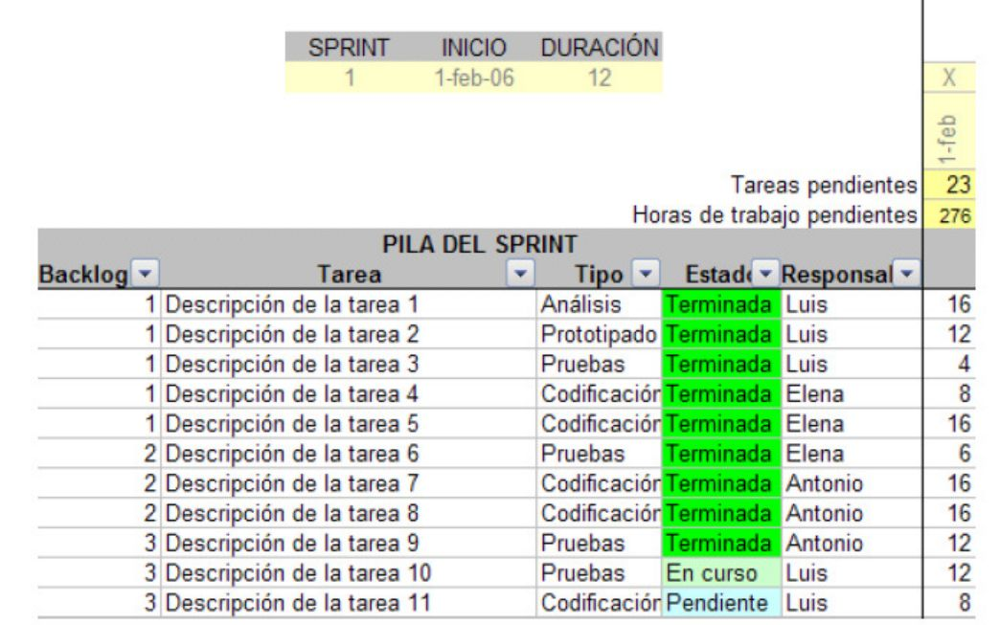 SPRINT INICIO DURACIÓN
1 1-feb-06 12 X
1-feb
Tareas pendientes 23
Horas de trabajo pendientes 276
PILA DEL SPRINT
Backlog Tarea Tipo Estado Responsal
1 Descripción de la tarea 1 Análisis Terminada Luis 16
1 Descripción de la tarea 2 Prototipado Terminada Luis 12
1 Descripción de la tarea 3 Pruebas Terminada Luis 4
1 Descripción de la tarea 4 Codificación Terminada Elena 8
1 Descripción de la tarea 5 Codificación Terminada Elena 16
2 Descripción de la tarea 6 Pruebas Terminada Elena 6
2 Descripción de la tarea 7 Codificación Terminada Antonio 16
2 Descripción de la tarea 8 Codificación Terminada Antonio 16
3 Descripción de la tarea 9 Pruebas Terminada Antonio 12
3 Descripción de la tarea 10 Pruebas En curso Luis 12
3 Descripción de la tarea 11 Codificación Pendiente Luis 8